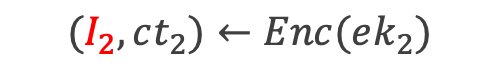 (I₂, ct₂) ← Enc(ek₂)